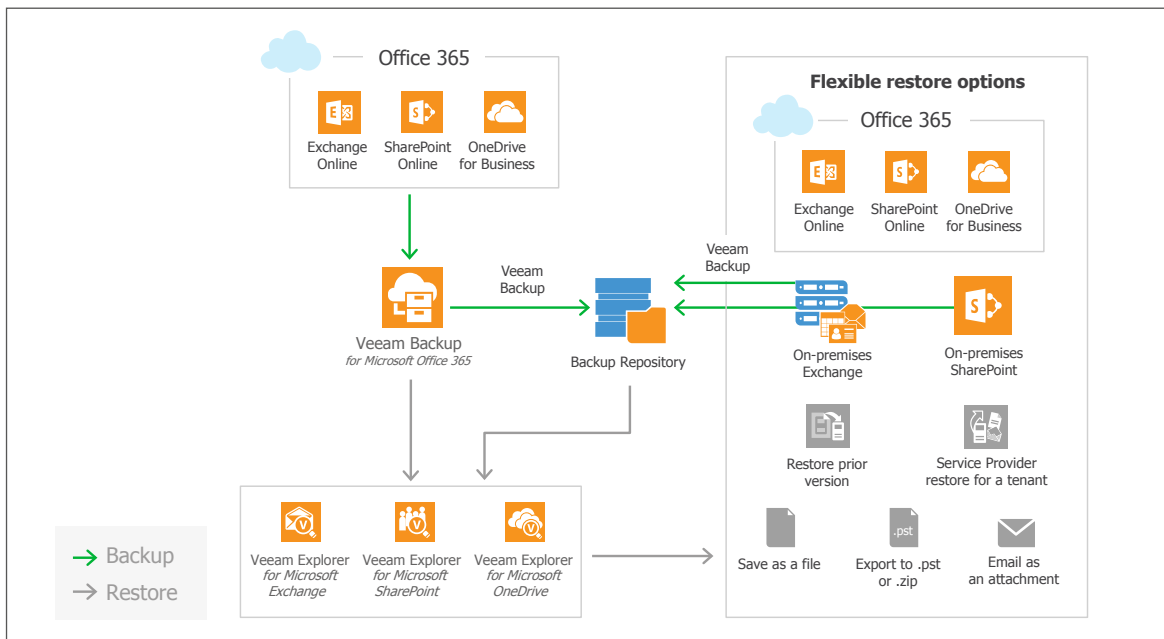 Office 365
Exchange
Online
SharePoint
Online
OneDrive
for Business
Veeam Backup
for Microsoft Office 365
Veeam
Backup
Backup Repository
Veeam
Backup
Flexible restore options
Office 365
Exchange
Online
SharePoint
Online
OneDrive
for Business
On-premises
Exchange
On-premises
SharePoint
Restore prior
version
Service Provider
restore for a tenant
Save as a file
.pst
Export to .pst
or .zip
Email as
an attachment
Veeam Explorer
for Microsoft
Exchange
Veeam Explorer
for Microsoft
SharePoint
Veeam Explorer
for Microsoft
OneDrive
Backup
Restore